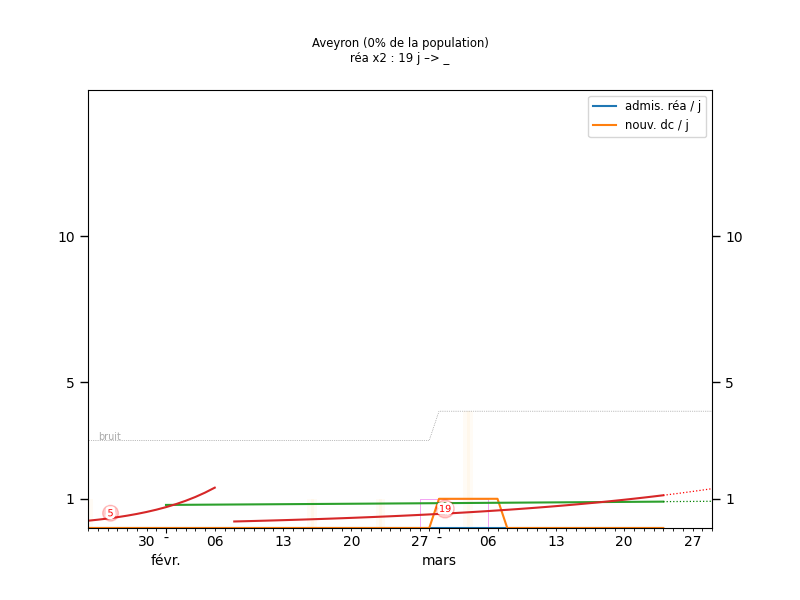 Aveyron (0% de la population)
réa x2 : 19 j –> _
admis. réa / j
nouv. dc / j
10
10
5
5
bruit
1
1
5
19
30
06
13
20
27
06
13
20
27
févr.
mars